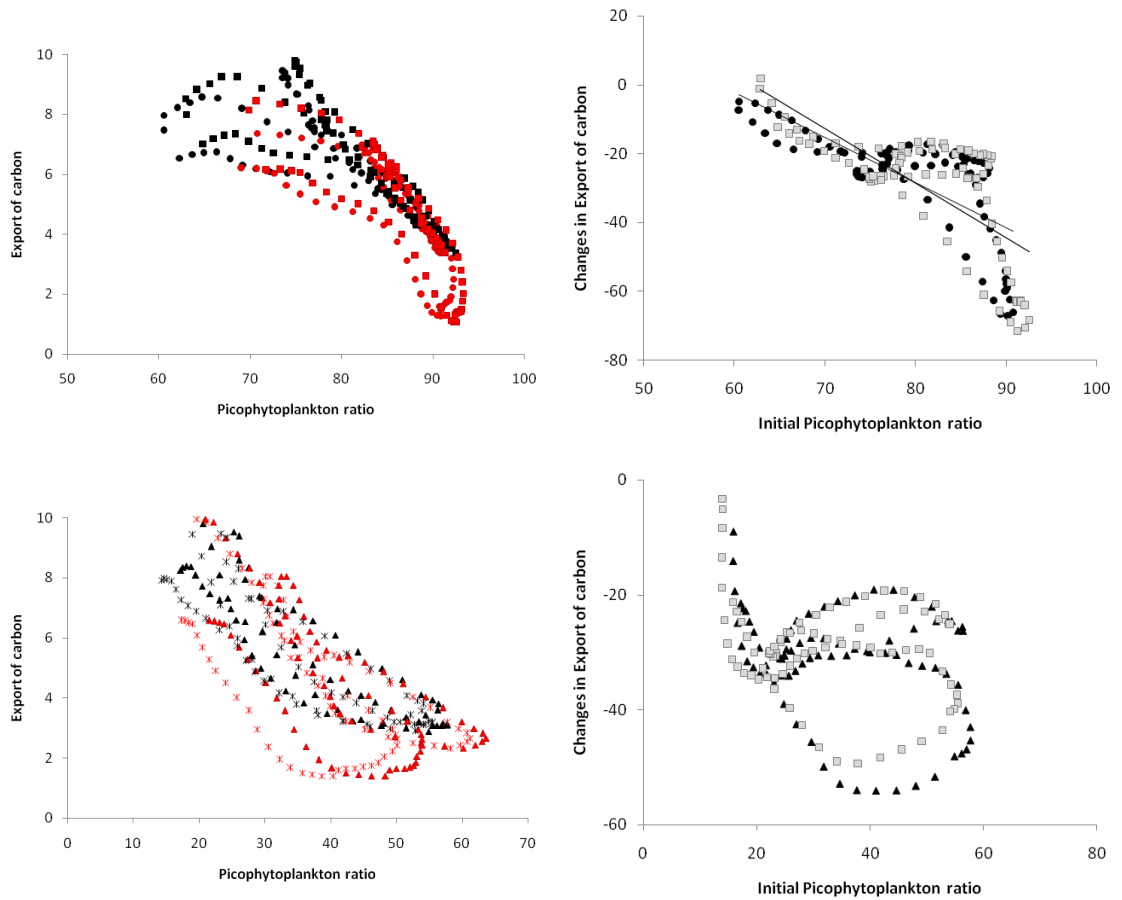 Export of carbon
10
8
6
4
2
0
50 60 70 80 90 100
Picophytoplankton ratio
Changes in Export of carbon
20
0
-20
-40
-60
-80
50 60 70 80 90 100
Initial Picophytoplankton ratio
Export of carbon
10
8
6
4
2
0
0 10 20 30 40 50 60 70
Picophytoplankton ratio
Changes in Export of carbon
-0
-20
-40
-60
0 20 40 60 80
Initial Picophytoplankton ratio